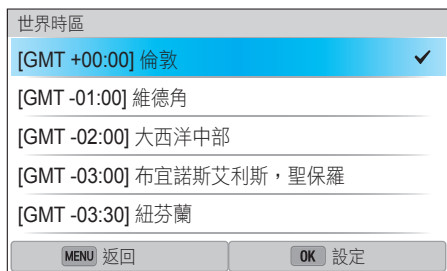 世界時區
[GMT +00:00] 倫敦
[GMT -01:00] 維德角
[GMT -02:00] 大西洋中部
[GMT -03:00] 布宜諾斯艾利斯，聖保羅
[GMT -03:30] 紐芬蘭
MENU 返回 OK 設定